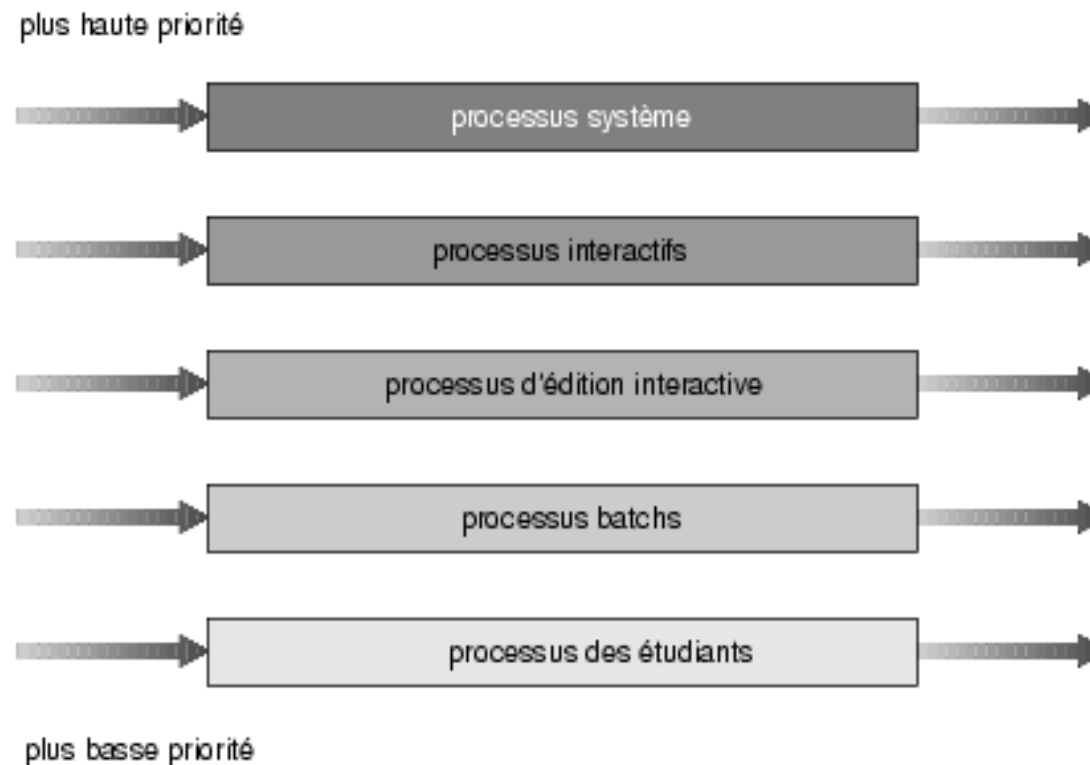 plus haute priorité
processus système
processus interactifs
processus d'édition interactive
processus batchs
processus des étudiants
plus basse priorité